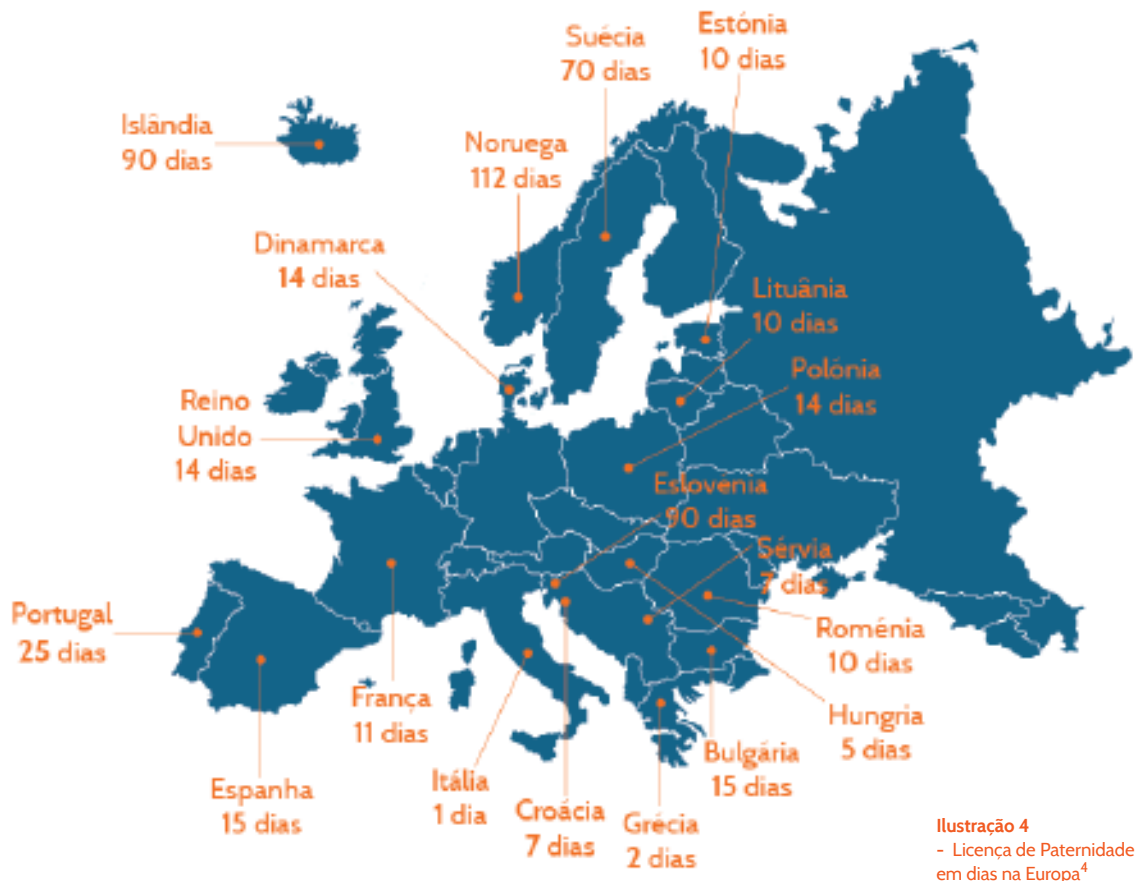 Estónia
10 dias
Suécia
70 dias
Islândia
90 dias
Noruega
112 dias
Dinamarca
14 dias
Lituânia
10 dias
Polónia
14 dias
Reino
Unido
14 dias
Eslovénia
90 dias
Sérvia
7 dias
Portugal
25 dias
Roménia
10 dias
França
11 dias
Hungria
5 dias
Bulgária
15 dias
Itália
1 dia
Espanha
15 dias
Croácia
7 dias
Grécia
2 dias
Ilustração 4
- Licença de Paternidade
em dias na Europa⁴